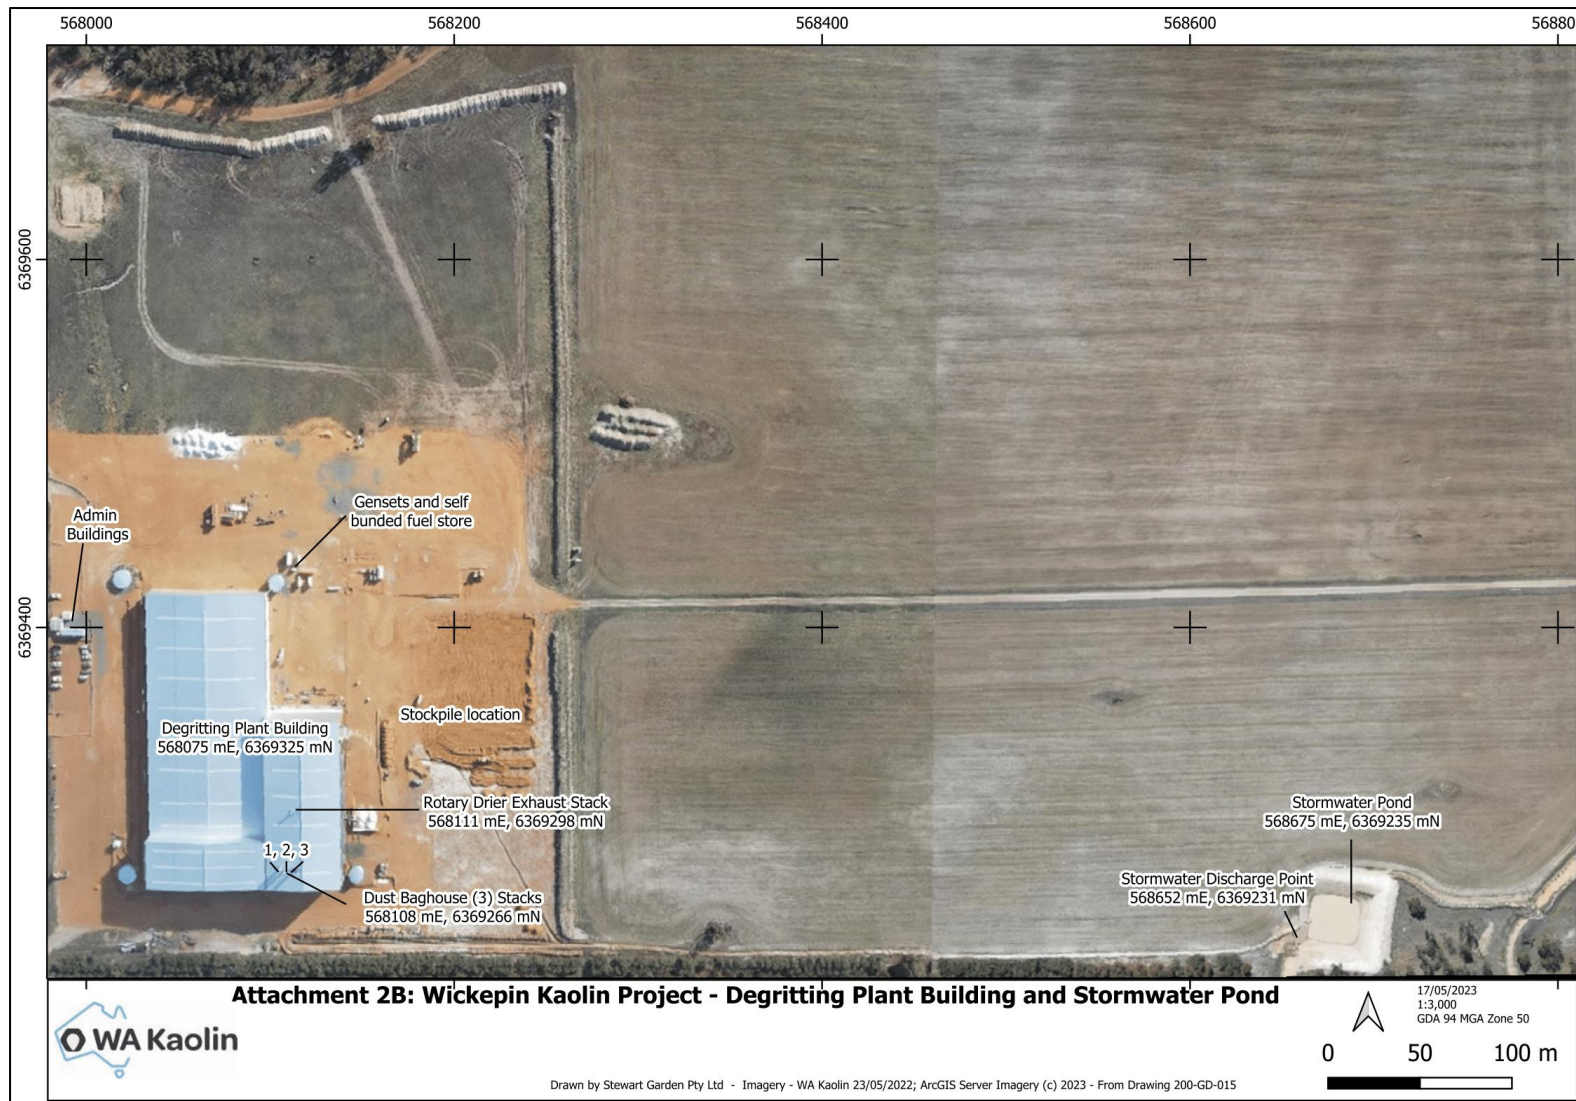 568000
568200
568400
568600
56880
6369600
6369400
Gensets and self
bunded fuel store
Admin
Buildings
Stockpile location
Degritting Plant Building
568075 mE, 6369325 mN
Rotary Drier Exhaust Stack
568111 mE, 6369298 mN
1, 2, 3
Dust Baghouse (3) Stacks
568108 mE, 6369266 mN
Stormwater Pond
568675 mE, 6369235 mN
Stormwater Discharge Point
568652 mE, 6369231 mN
Attachment 2B: Wickepin Kaolin Project - Degritting Plant Building and Stormwater Pond
WA Kaolin
17/05/2023
1:3,000
GDA 94 MGA Zone 50
0 50 100 m
Drawn by Stewart Garden Pty Ltd - Imagery - WA Kaolin 23/05/2022; ArcGIS Server Imagery (c) 2023 - From Drawing 200-GD-015